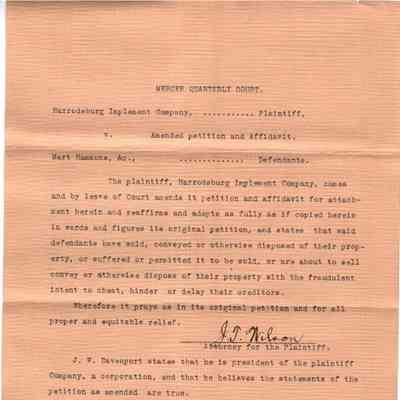 MERCER QUARTERLY COURT.
Harrodsburg Implement Company, ........... Plaintiff,
v. Amended petition and Affidavit.
Wart Hammons, &c., .............. Defendants.
The plaintiff, Harrodsburg Implement Company, comes
and by leave of Court amends it petition and affidavit for attach-
ment herein and reaffirms and adopts as fully as if copied herein
in words and figures its original petition, and states that said
defendants have sold, conveyed or otherwise disposed of their prop-
erty, or suffered or permitted it to be sold, or are about to sell
convey or otherwise dispose of their property with the fraudulent
intent to cheat, hinder or delay their creditors.
Wherefore it prays as in its original petition and for all
proper and equitable relief.
J. T. Wilson
Attorney for the Plaintiff.
J. W. Davenport states that he is president of the plaintiff
Company, a corporation, and that he believes the statements of the
petition as amended are true.